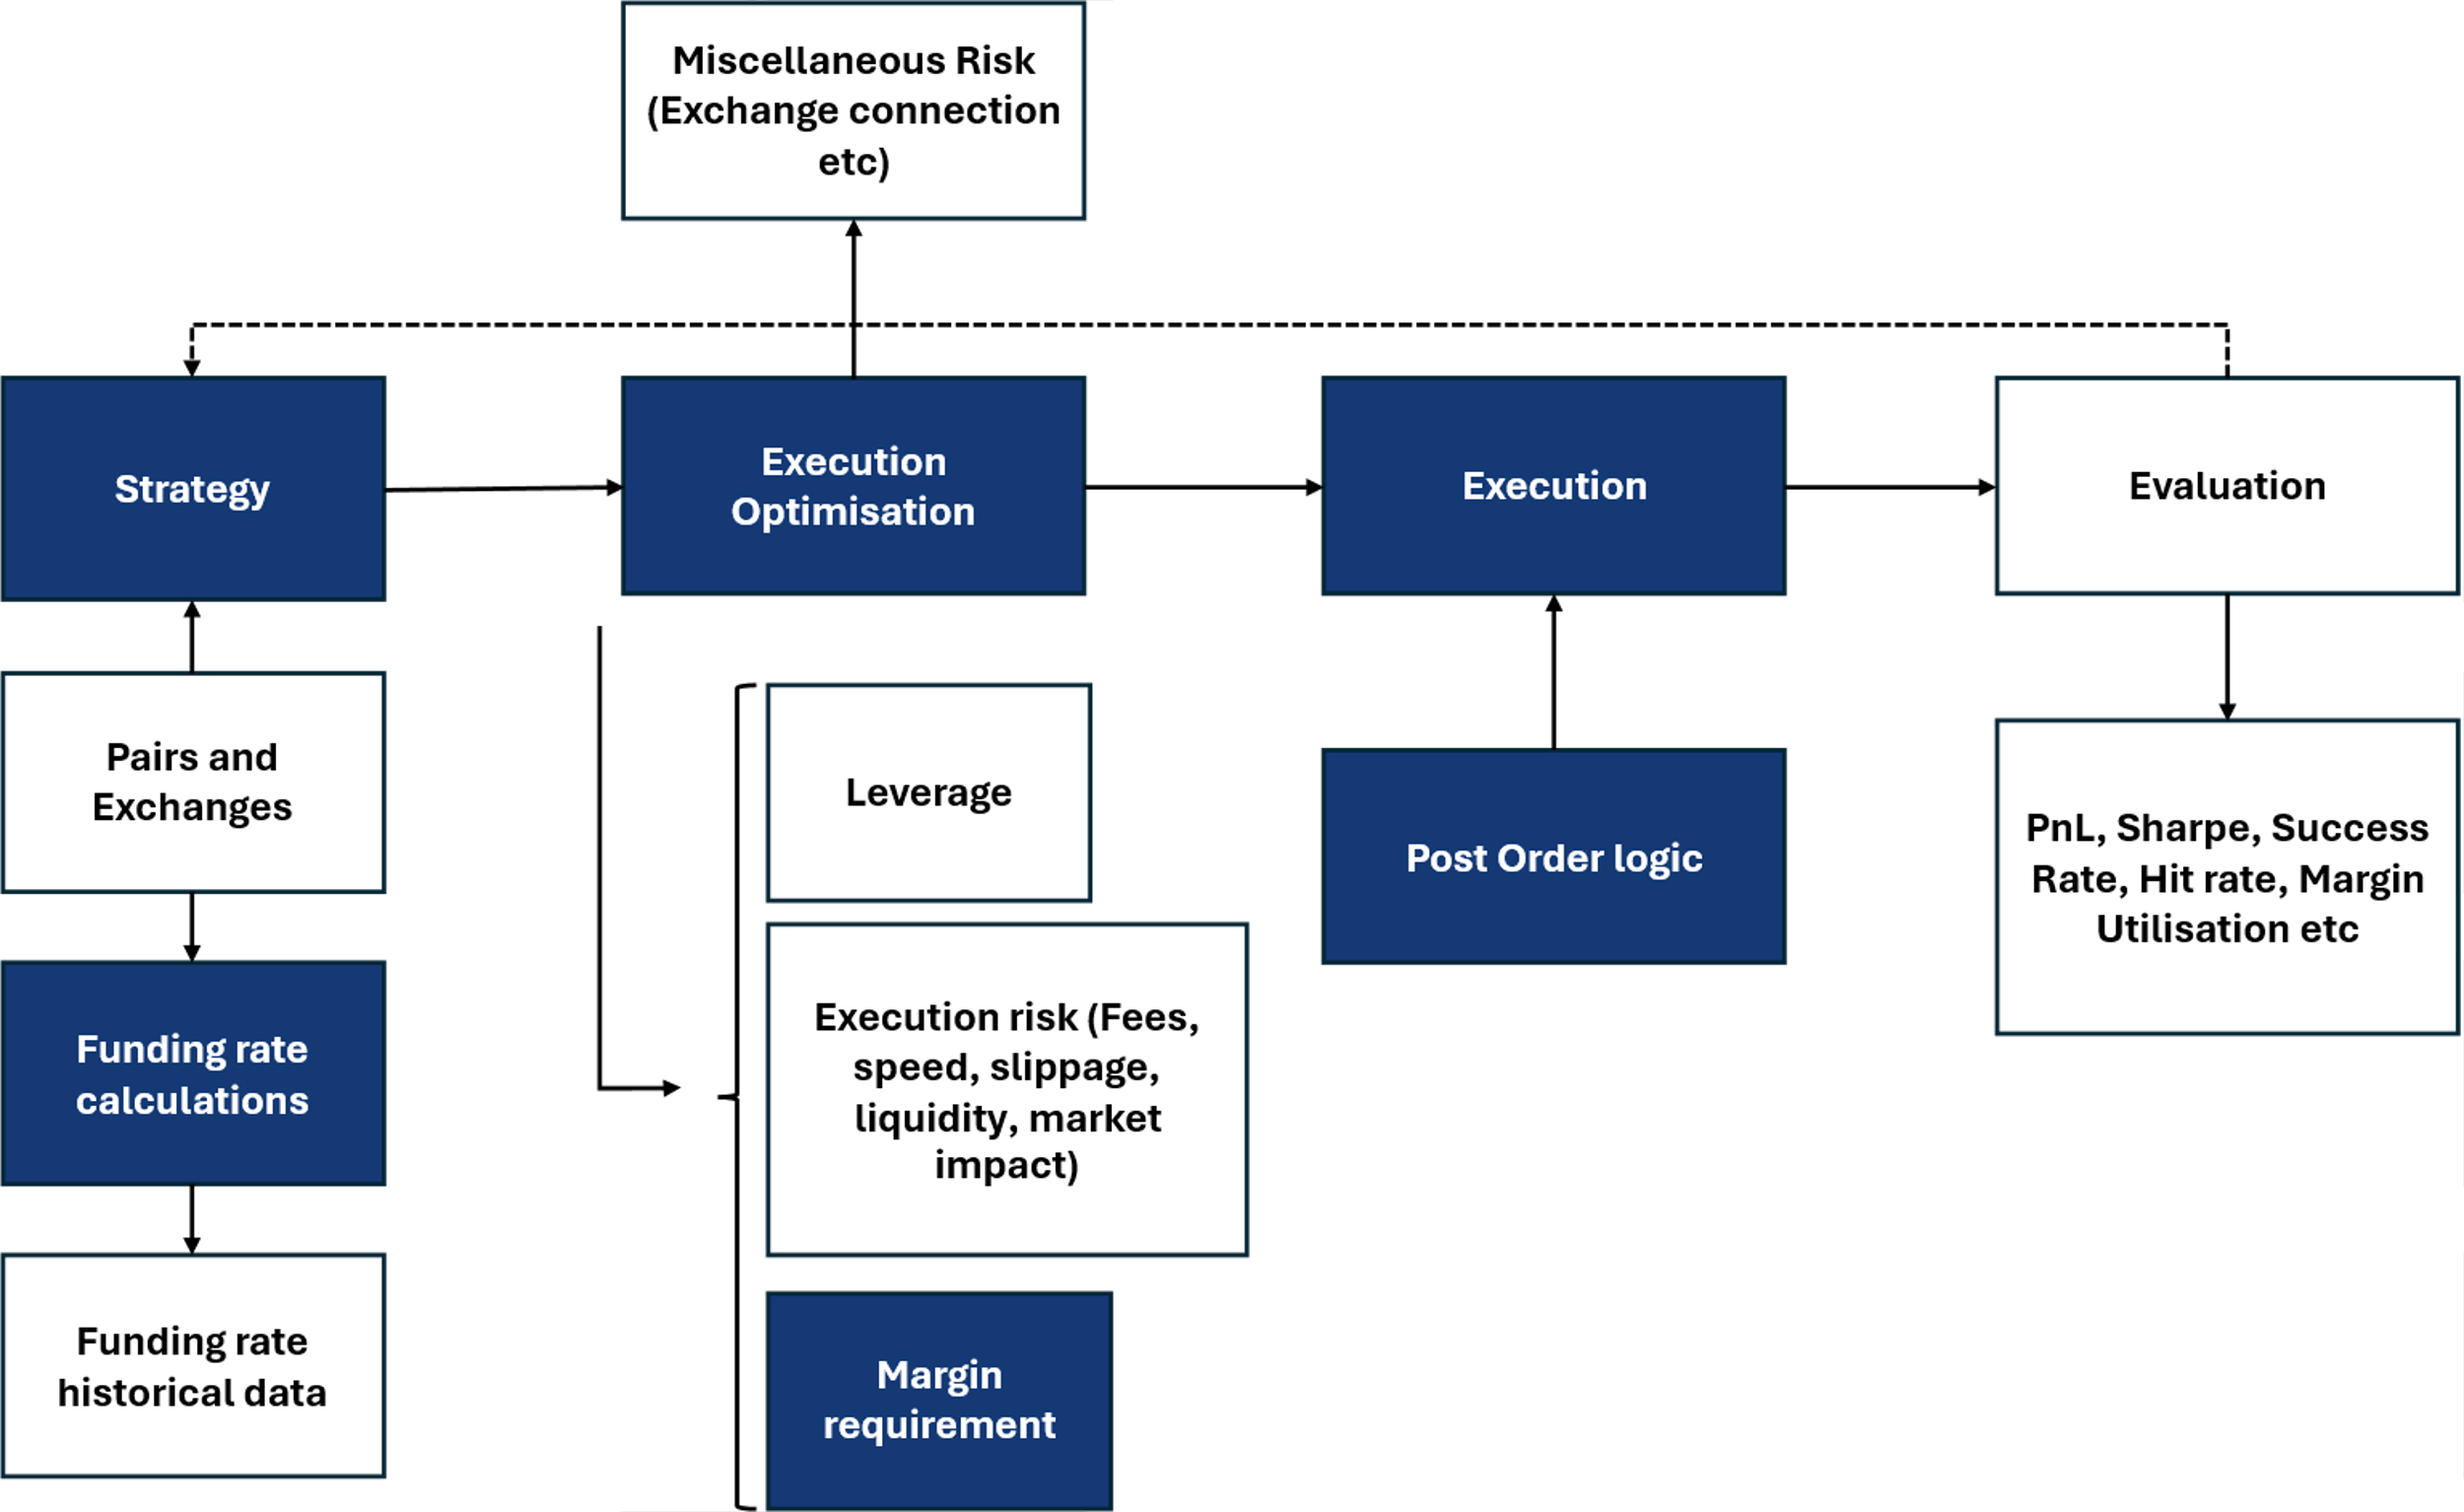 Miscellaneous Risk
(Exchange connection
etc)
Strategy
Execution
Optimisation
Execution
Evaluation
Pairs and
Exchanges
Leverage
Post Order logic
PnL, Sharpe, Success
Rate, Hit rate, Margin
Utilisation etc
Funding rate
calculations
Execution risk (Fees,
speed, slippage,
liquidity, market
impact)
Funding rate
historical data
Margin
requirement